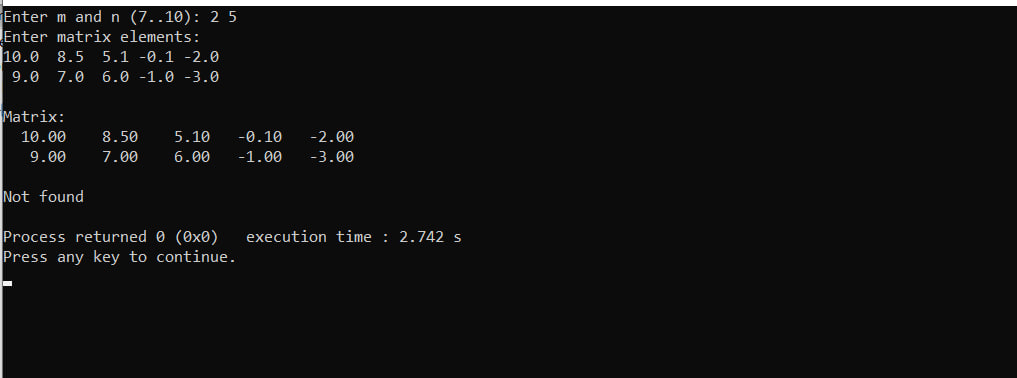 Enter m and n (7..10): 2 5
Enter matrix elements:
10.0  8.5  5.1 -0.1 -2.0
 9.0  7.0  6.0 -1.0 -3.0
Matrix:
  10.00    8.50    5.10   -0.10   -2.00
   9.00    7.00    6.00   -1.00   -3.00
Not found
Process returned 0 (0x0)   execution time : 2.742 s
Press any key to continue.